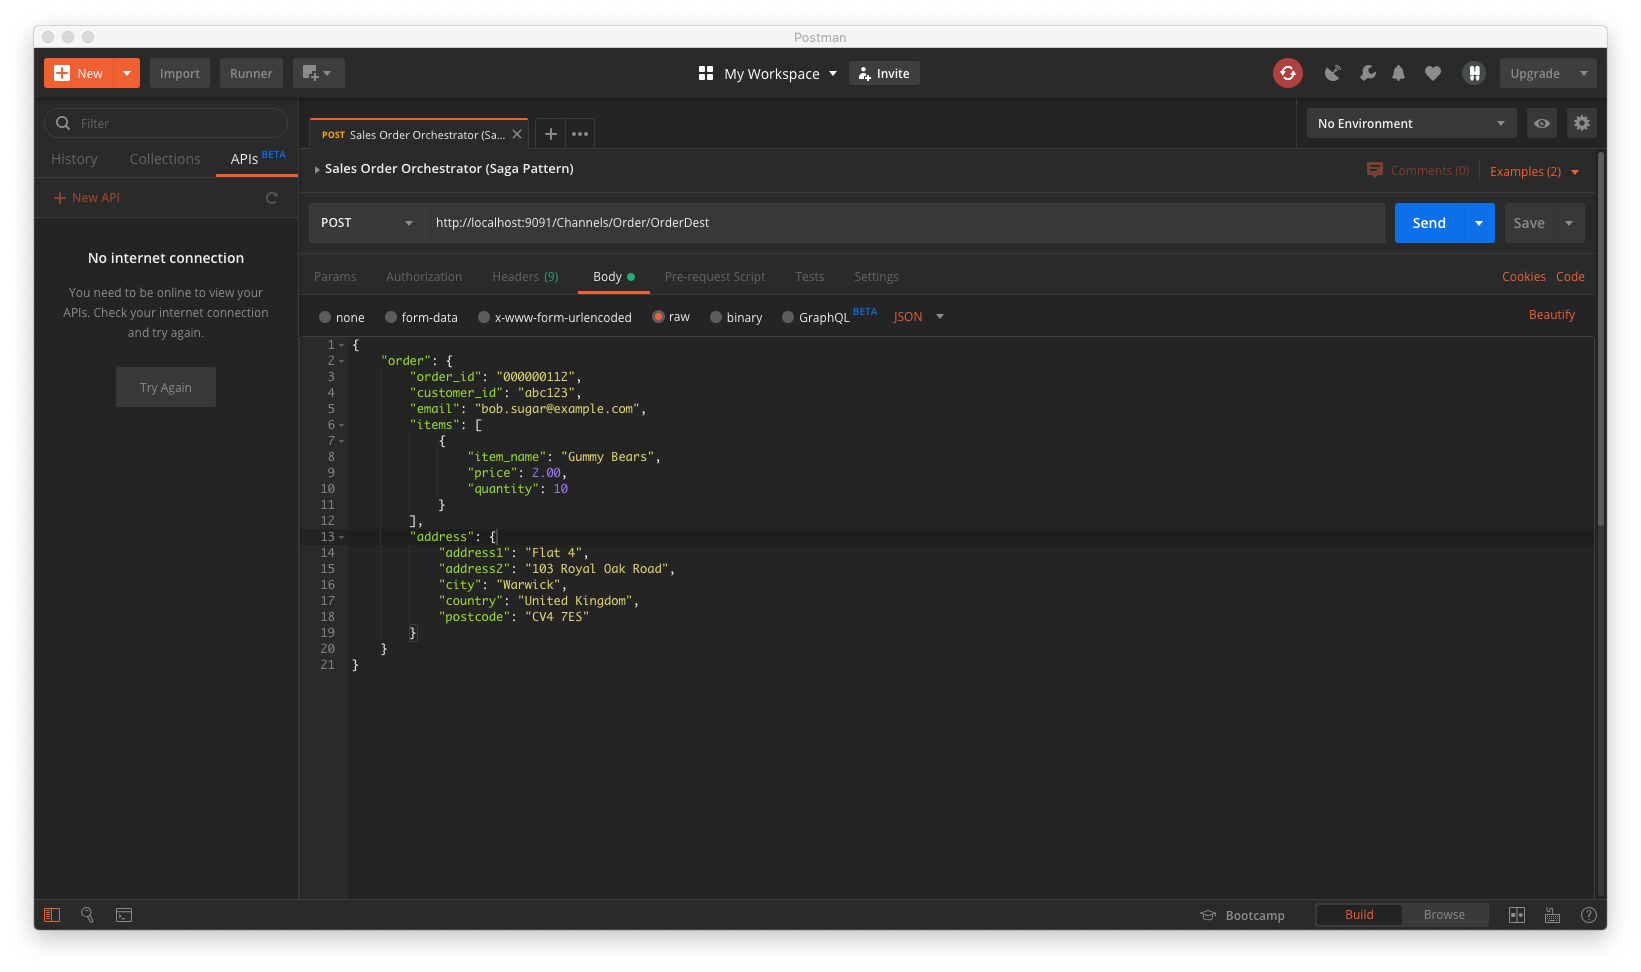 Postman
New
Import
Runner
My Workspace
Invite
Upgrade
Filter
History
Collections
APIs BETA
New API
No internet connection
You need to be online to view your
APIs. Check your internet connection
and try again.
Try Again
POST Sales Order Orchestrator (Sa...
No Environment
Sales Order Orchestrator (Saga Pattern)
Comments (0)
Examples (2)
POST
http://localhost:9091/Channels/Order/OrderDest
Send
Save
Params
Authorization
Headers (9)
Body
Pre-request Script
Tests
Settings
Cookies
Code
none
form-data
x-www-form-urlencoded
raw
binary
GraphQL BETA
JSON
Beautify
1 {
2 "order": {
3 "order_id": "000000112",
4 "customer_id": "abc123",
5 "email": "bob.sugar@example.com",
6 "items": [
7 {
8 "item_name": "Gummy Bears",
9 "price": 2.00,
10 "quantity": 10
11 }
12 ],
13 "address": {
14 "address1": "Flat 4",
15 "address2": "103 Royal Oak Road",
16 "city": "Warwick",
17 "country": "United Kingdom",
18 "postcode": "CV4 7ES"
19 }
20 }
21 }
Bootcamp
Build
Browse